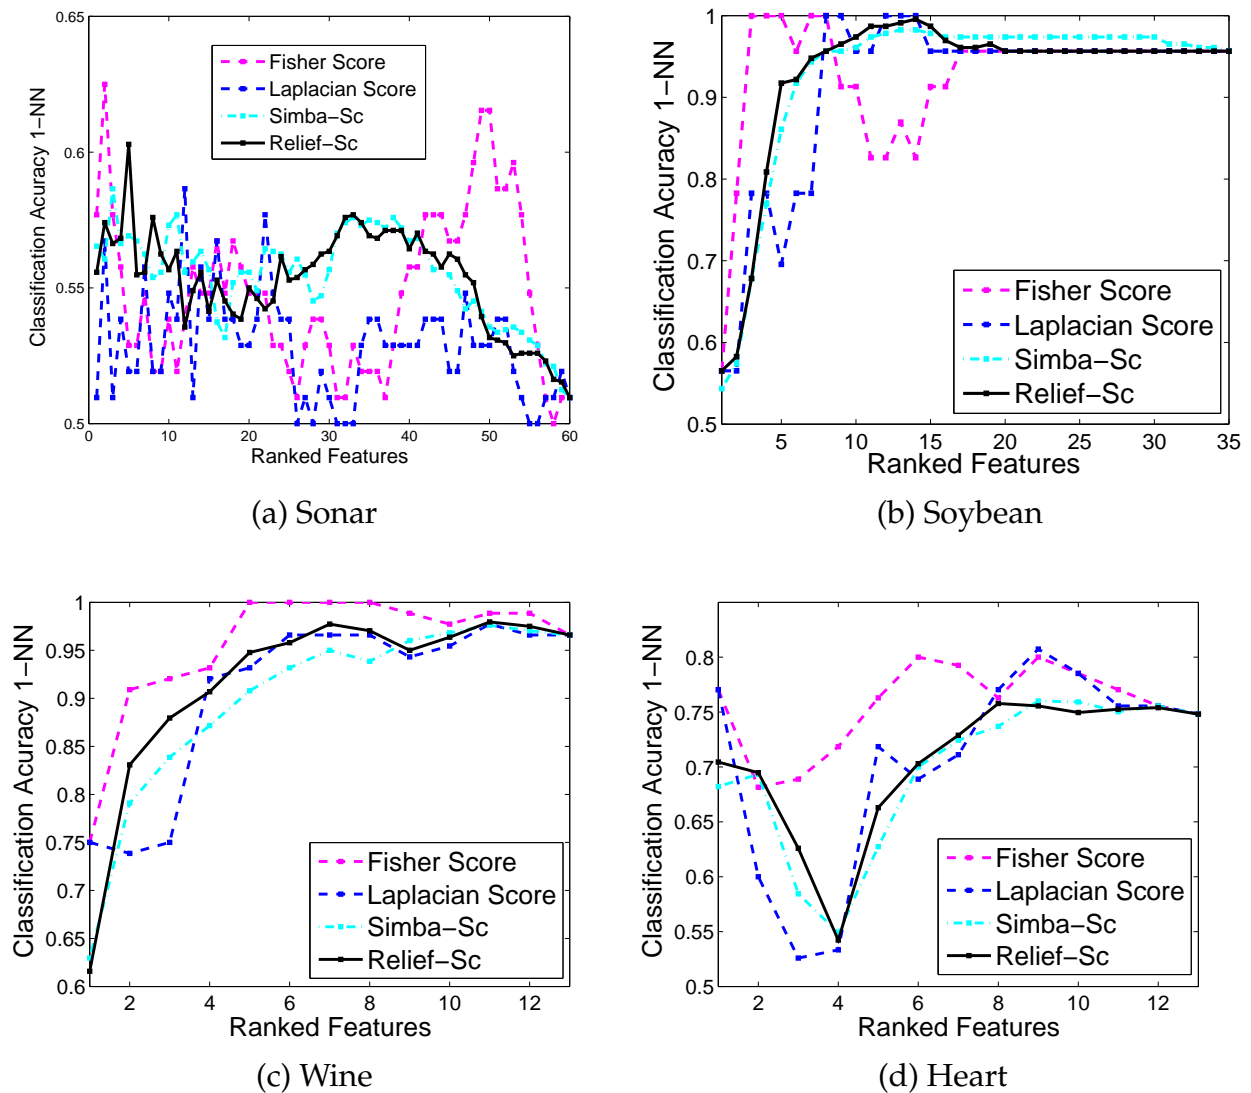 0.65
0.6
0.55
0.5
0 10 20 30 40 50 60
Classification Acuracy 1−NN
Ranked Features
Fisher Score
Laplacian Score
Simba−Sc
Relief−Sc
(a) Sonar
1
0.9
0.8
0.7
0.6
0.5
5 10 15 20 25 30 35
Classification Acuracy 1−NN
Ranked Features
Fisher Score
Laplacian Score
Simba−Sc
Relief−Sc
(b) Soybean
1
0.95
0.9
0.85
0.8
0.75
0.7
0.65
0.6
2 4 6 8 10 12
Classification Acuracy 1−NN
Ranked Features
Fisher Score
Laplacian Score
Simba−Sc
Relief−Sc
(c) Wine
0.8
0.75
0.7
0.65
0.6
0.55
0.5
2 4 6 8 10 12
Classification Acuracy 1−NN
Ranked Features
Fisher Score
Laplacian Score
Simba−Sc
Relief−Sc
(d) Heart